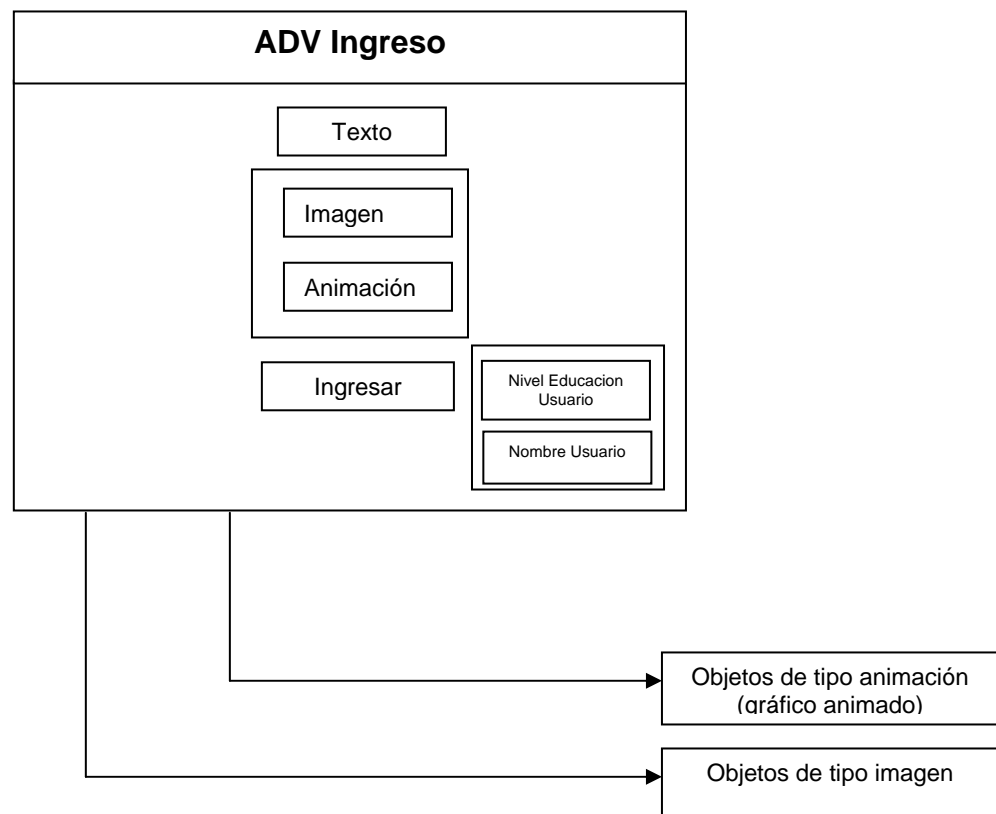 ADV Ingreso
Texto
Imagen
Animación
Ingresar
Nivel Educacion
Usuario
Nombre Usuario
Objetos de tipo animación
(gráfico animado)
Objetos de tipo imagen